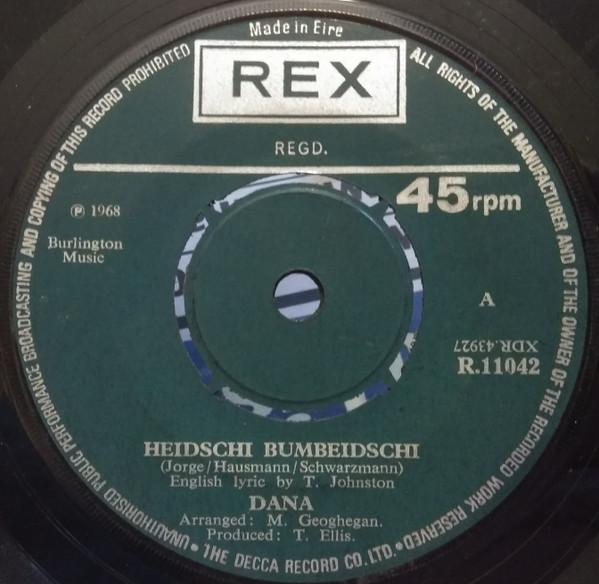 Made in Eire
REX
REGD.
45rpm
℗ 1968
Burlington
Music
A
XDR.43927
R.11042
HEIDSCHI BUMBEIDSCHI
(Jorge/Hausmann/Schwarzmann)
English lyric by T. Johnston
DANA
Arranged: M. Geoghegan.
Produced: T. Ellis.
ALL RIGHTS OF THE MANUFACTURER AND OF THE OWNER OF THE RECORDED WORK RESERVED • THE DECCA RECORD CO. LTD. • UNAUTHORISED PUBLIC PERFORMANCE BROADCASTING AND COPYING OF THIS RECORD PROHIBITED